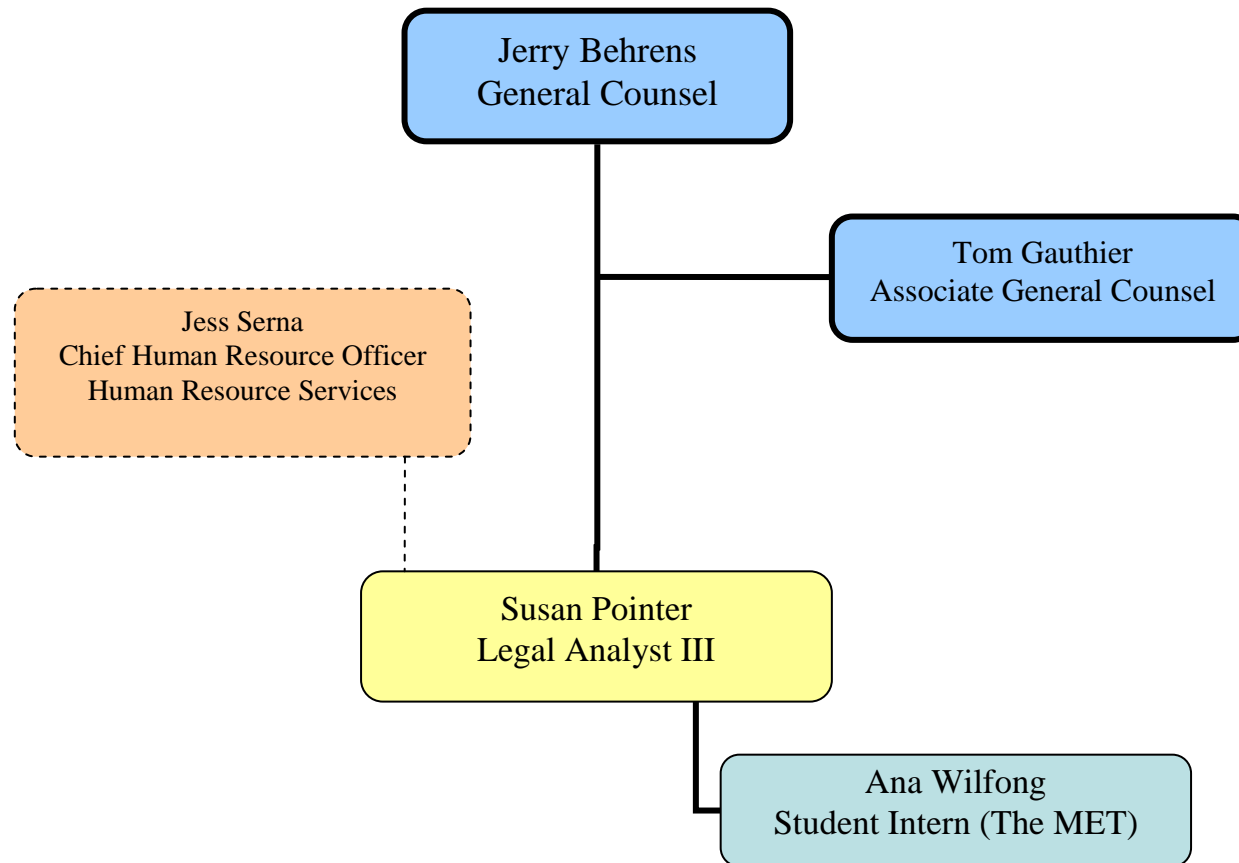 Jerry Behrens
General Counsel
Tom Gauthier
Associate General Counsel
Jess Serna
Chief Human Resource Officer
Human Resource Services
Susan Pointer
Legal Analyst III
Ana Wilfong
Student Intern (The MET)